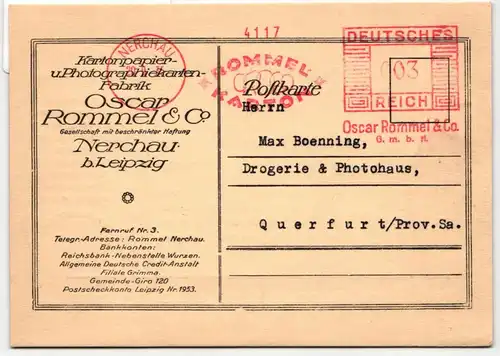 Kartonpapier-
u. Photographiekarten-
Fabrik
Oscar
Rommel & Co.
Gesellschaft mit beschränkter Haftung
Nerchau
b. Leipzig
Fernruf Nr. 3.
Telegr.-Adresse: Rommel Nerchau.
Bankkonten:
Reichsbank-Nebenstelle Wurzen.
Allgemeine Deutsche Credit-Anstalt
Filiale Grimma.
Gemeinde-Giro 120
Postscheckkonto Leipzig Nr. 1953.
NERCHAU
4117
ROMMEL
KARTON
DEUTSCHES
003
REICH
Oscar Rommel & Co.
G. m. b. H.
Postkarte
Herrn
Max Boenning,
Drogerie & Photohaus,
Querfurt/Prov.Sa.